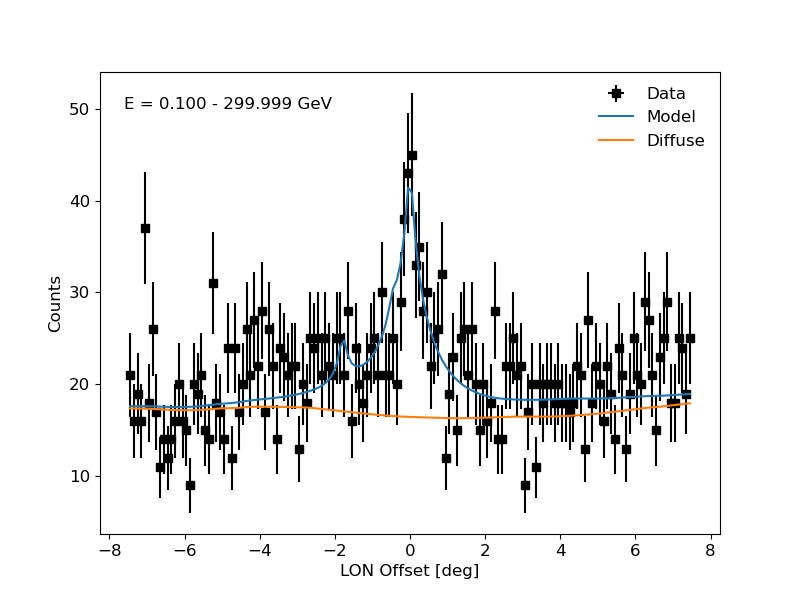 E = 0.100 - 299.999 GeV
Data
Model
Diffuse
50
40
30
20
10
Counts
−8 −6 −4 −2 0 2 4 6 8
LON Offset [deg]